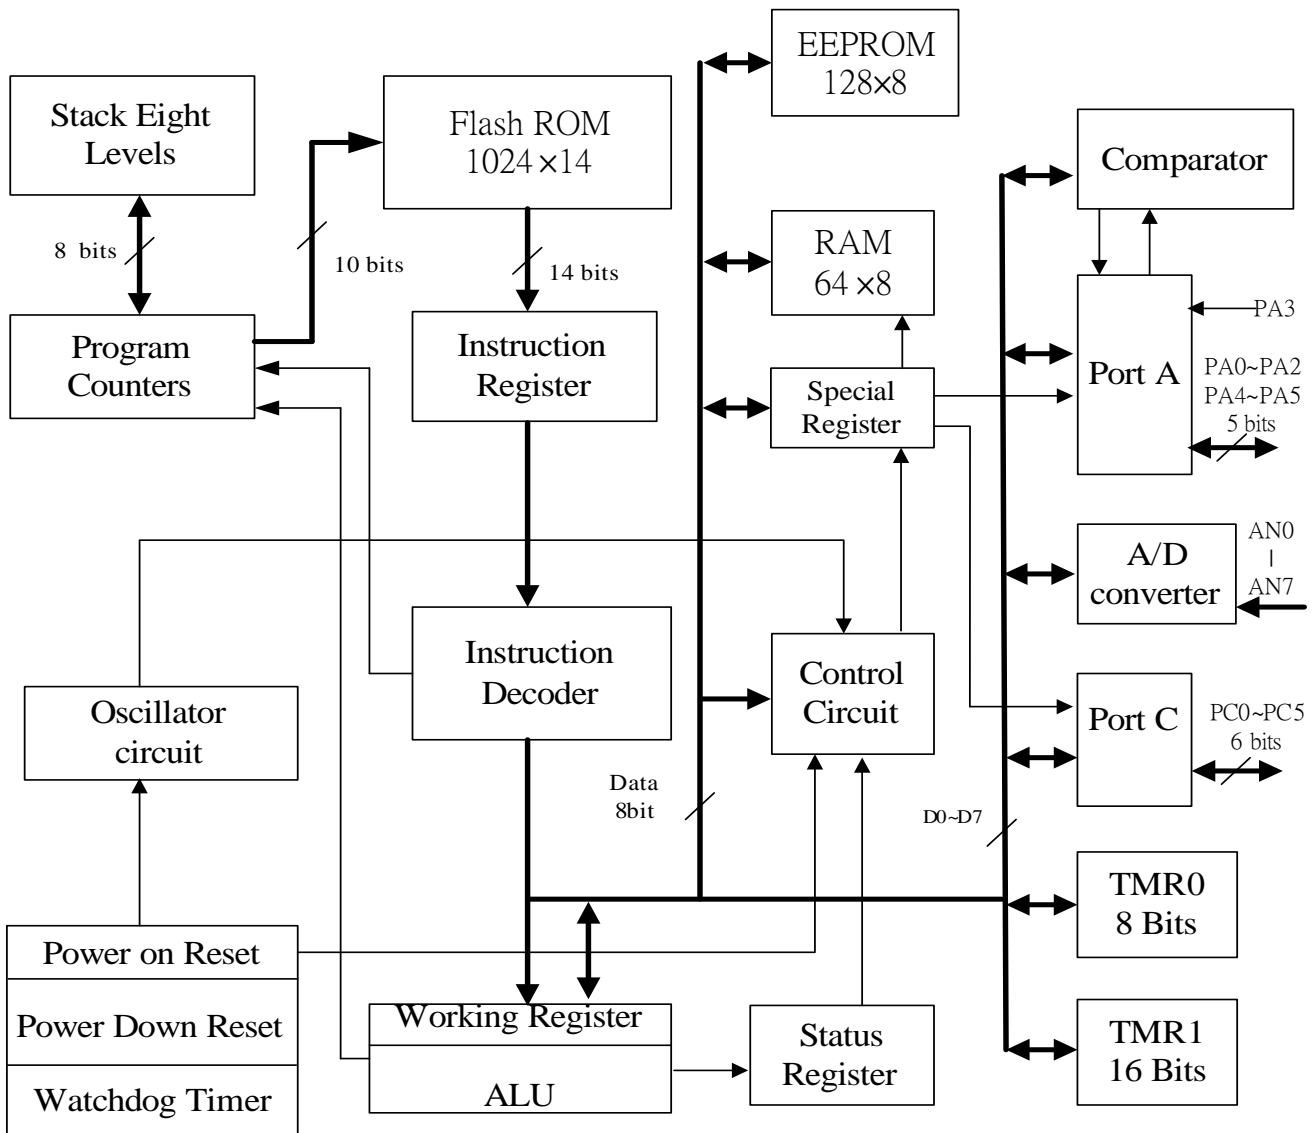 EEPROM
128×8
Stack Eight
Levels
Flash ROM
1024×14
Comparator
8 bits
10 bits
14 bits
RAM
64×8
PA3
Program
Counters
Instruction
Register
Special
Register
Port A
PA0~PA2
PA4~PA5
5 bits
A/D
converter
AN0
|
AN7
Instruction
Decoder
Control
Circuit
Oscillator
circuit
Port C
PC0~PC5
6 bits
Data
8bit
D0~D7
TMR0
8 Bits
Power on Reset
Power Down Reset
Watchdog Timer
Working Register
ALU
Status
Register
TMR1
16 Bits